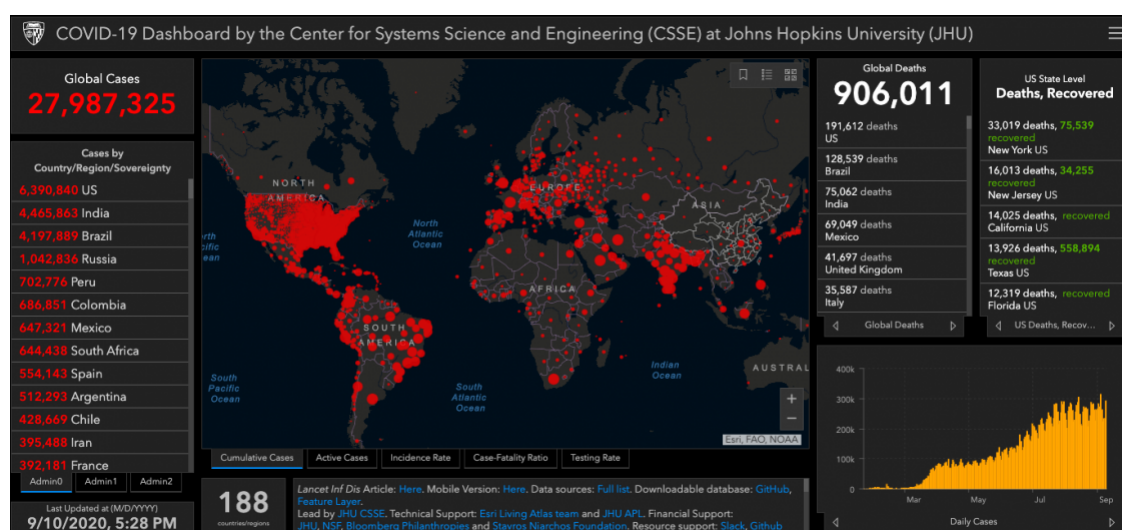 COVID-19 Dashboard by the Center for Systems Science and Engineering (CSSE) at Johns Hopkins University (JHU)
Global Cases
27,987,325
Cases by
Country/Region/Sovereignty
6,390,840 US
4,465,863 India
4,197,889 Brazil
1,042,836 Russia
702,776 Peru
686,851 Colombia
647,321 Mexico
644,438 South Africa
554,143 Spain
512,293 Argentina
428,669 Chile
395,488 Iran
392,181 France
Admin0 Admin1 Admin2
Last Updated at (M/D/YYYY)
9/10/2020, 5:28 PM
NORTH
AMERICA
North
Atlantic
Ocean
EUROPE
ASIA
AFRICA
SOUTH
AMERICA
Indian
Ocean
AUSTRAL
South
Pacific
Ocean
South
Atlantic
Ocean
rth
ific
ean
+
−
Esri, FAO, NOAA
Cumulative Cases Active Cases Incidence Rate Case-Fatality Ratio Testing Rate
188
countries/regions
Lancet Inf Dis Article: Here. Mobile Version: Here. Data sources: Full list. Downloadable database: GitHub,
Feature Layer.
Lead by JHU CSSE. Technical Support: Esri Living Atlas team and JHU APL. Financial Support:
JHU, NSF, Bloomberg Philanthropies and Stavros Niarchos Foundation. Resource support: Slack, Github
Global Deaths
906,011
191,612 deaths
US
128,539 deaths
Brazil
75,062 deaths
India
69,049 deaths
Mexico
41,697 deaths
United Kingdom
35,587 deaths
Italy
Global Deaths
US State Level
Deaths, Recovered
33,019 deaths, 75,539
recovered
New York US
16,013 deaths, 34,255
recovered
New Jersey US
14,025 deaths, recovered
California US
13,926 deaths, 558,894
recovered
Texas US
12,319 deaths, recovered
Florida US
US Deaths, Recov...
400k
300k
200k
100k
0
Mar May Jul Sep
Daily Cases